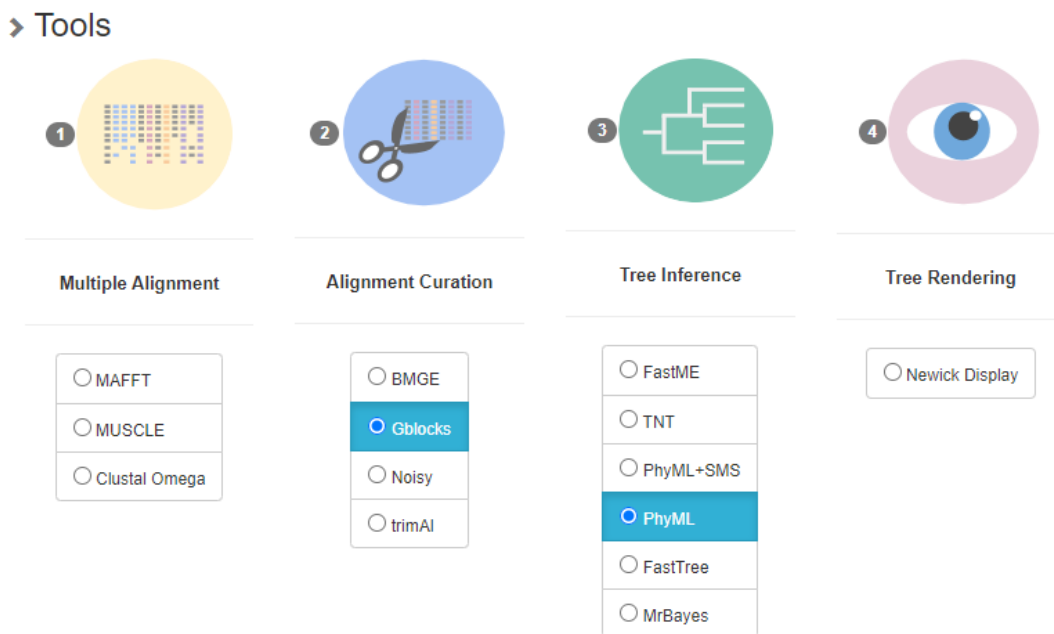 Tools
1
2
3
4
Multiple Alignment
Alignment Curation
Tree Inference
Tree Rendering
MAFFT
MUSCLE
Clustal Omega
BMGE
Gblocks
Noisy
trimAl
FastME
TNT
PhyML+SMS
PhyML
FastTree
MrBayes
Newick Display